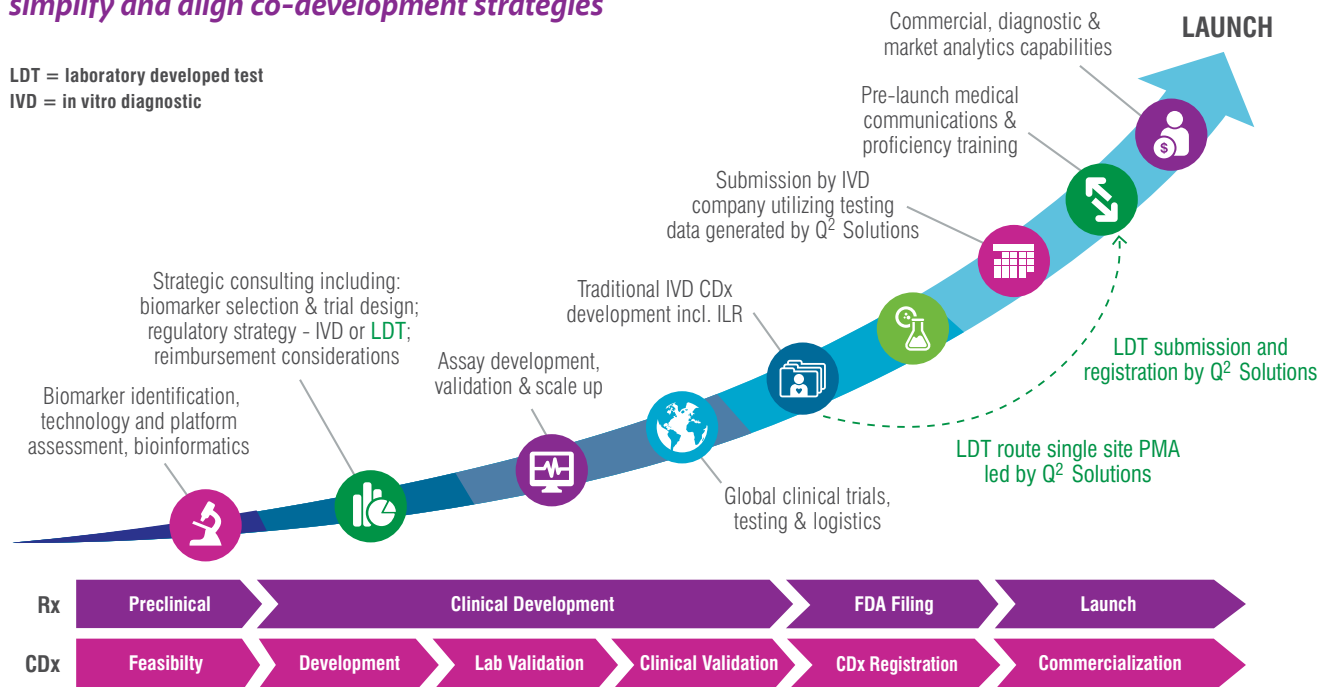 simplify and align co-development strategies
LDT = laboratory developed test
IVD = in vitro diagnostic
Commercial, diagnostic &
market analytics capabilities
LAUNCH
Pre-launch medical
communications &
proficiency training
Submission by IVD
company utilizing testing
data generated by Q² Solutions
Traditional IVD CDx
development incl. ILR
Strategic consulting including:
biomarker selection & trial design;
regulatory strategy - IVD or LDT;
reimbursement considerations
Assay development,
validation & scale up
Biomarker identification,
technology and platform
assessment, bioinformatics
Global clinical trials,
testing & logistics
LDT submission and
registration by Q² Solutions
LDT route single site PMA
led by Q² Solutions
$
Rx
Preclinical
Clinical Development
FDA Filing
Launch
CDx
Feasibilty
Development
Lab Validation
Clinical Validation
CDx Registration
Commercialization